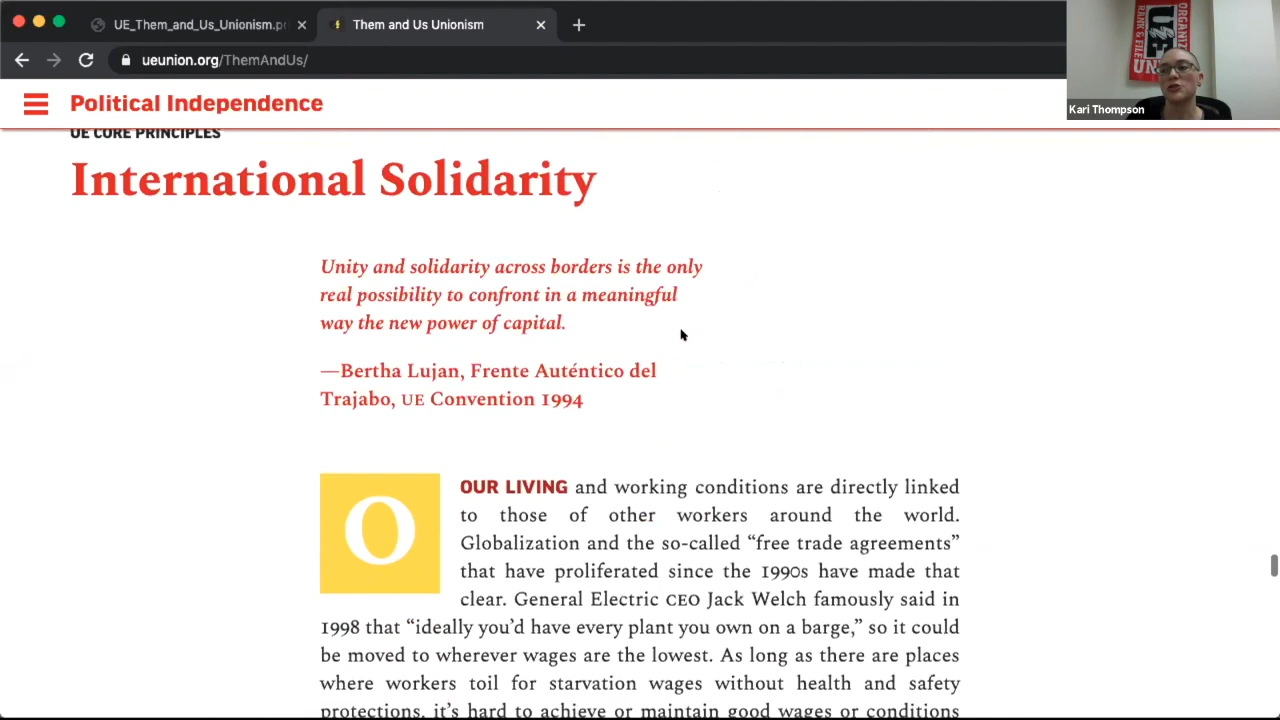 UE_Them_and_Us_Unionism.p
Them and Us Unionism
ueunion.org/ThemAndUs/
Political Independence
UE CORE PRINCIPLES
International Solidarity
Unity and solidarity across borders is the only
real possibility to confront in a meaningful
way the new power of capital.
—Bertha Lujan, Frente Auténtico del
Trajabo, UE Convention 1994
O
OUR LIVING and working conditions are directly linked
to those of other workers around the world.
Globalization and the so-called “free trade agreements”
that have proliferated since the 1990s have made that
clear. General Electric CEO Jack Welch famously said in
1998 that “ideally you’d have every plant you own on a barge,” so it could
be moved to wherever wages are the lowest. As long as there are places
where workers toil for starvation wages without health and safety
protections, it’s hard to achieve or maintain good wages or conditions
ORGANIZ
UE
RANK & FILE
UN
Kari Thompson